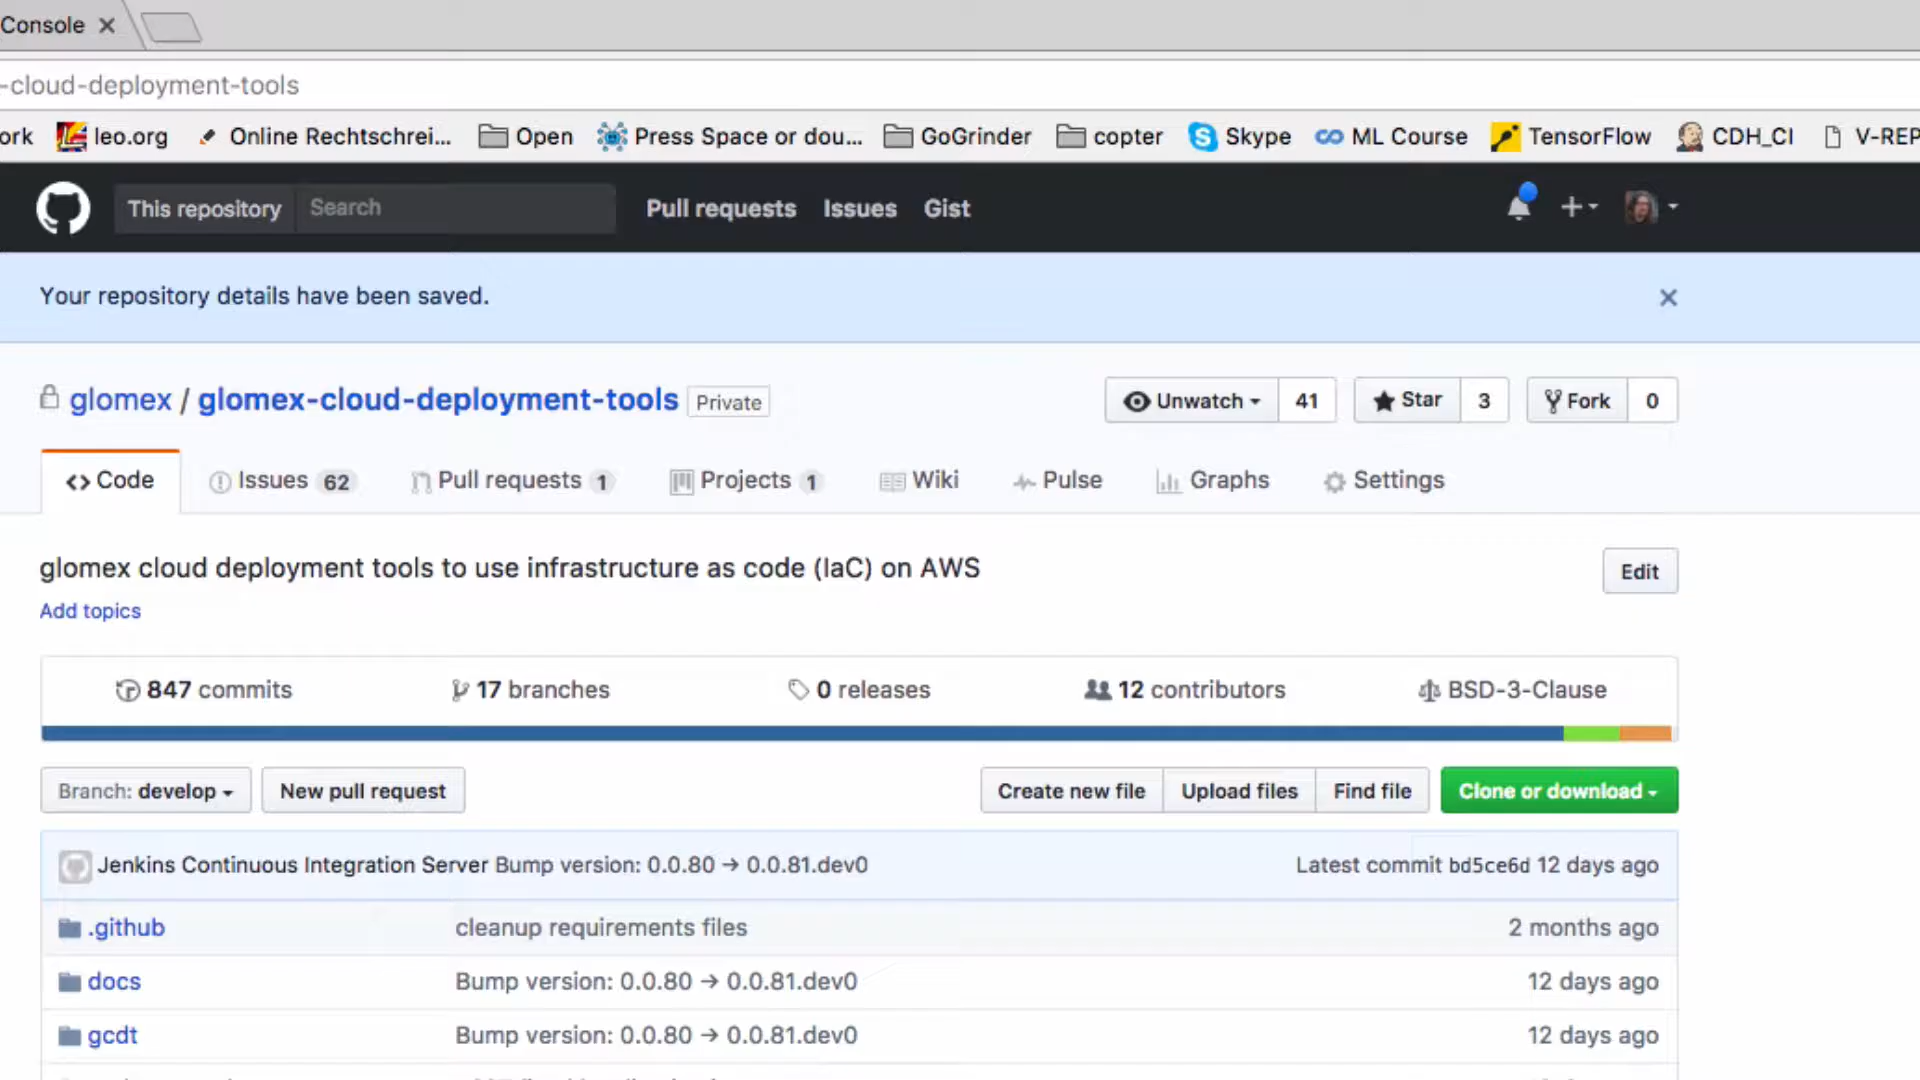 Console
-cloud-deployment-tools
ork leo.org Online Rechtschrei... Open Press Space or dou... GoGrinder copter Skype ML Course TensorFlow CDH_CI V-REP
This repository Search Pull requests Issues Gist
Your repository details have been saved.
glomex / glomex-cloud-deployment-tools Private Unwatch 41 Star 3 Fork 0
Code Issues 62 Pull requests 1 Projects 1 Wiki Pulse Graphs Settings
glomex cloud deployment tools to use infrastructure as code (IaC) on AWS Edit
Add topics
847 commits 17 branches 0 releases 12 contributors BSD-3-Clause
Branch: develop New pull request Create new file Upload files Find file Clone or download
Jenkins Continuous Integration Server Bump version: 0.0.80 → 0.0.81.dev0 Latest commit bd5ce6d 12 days ago
.github cleanup requirements files 2 months ago
docs Bump version: 0.0.80 → 0.0.81.dev0 12 days ago
gcdt Bump version: 0.0.80 → 0.0.81.dev0 12 days ago